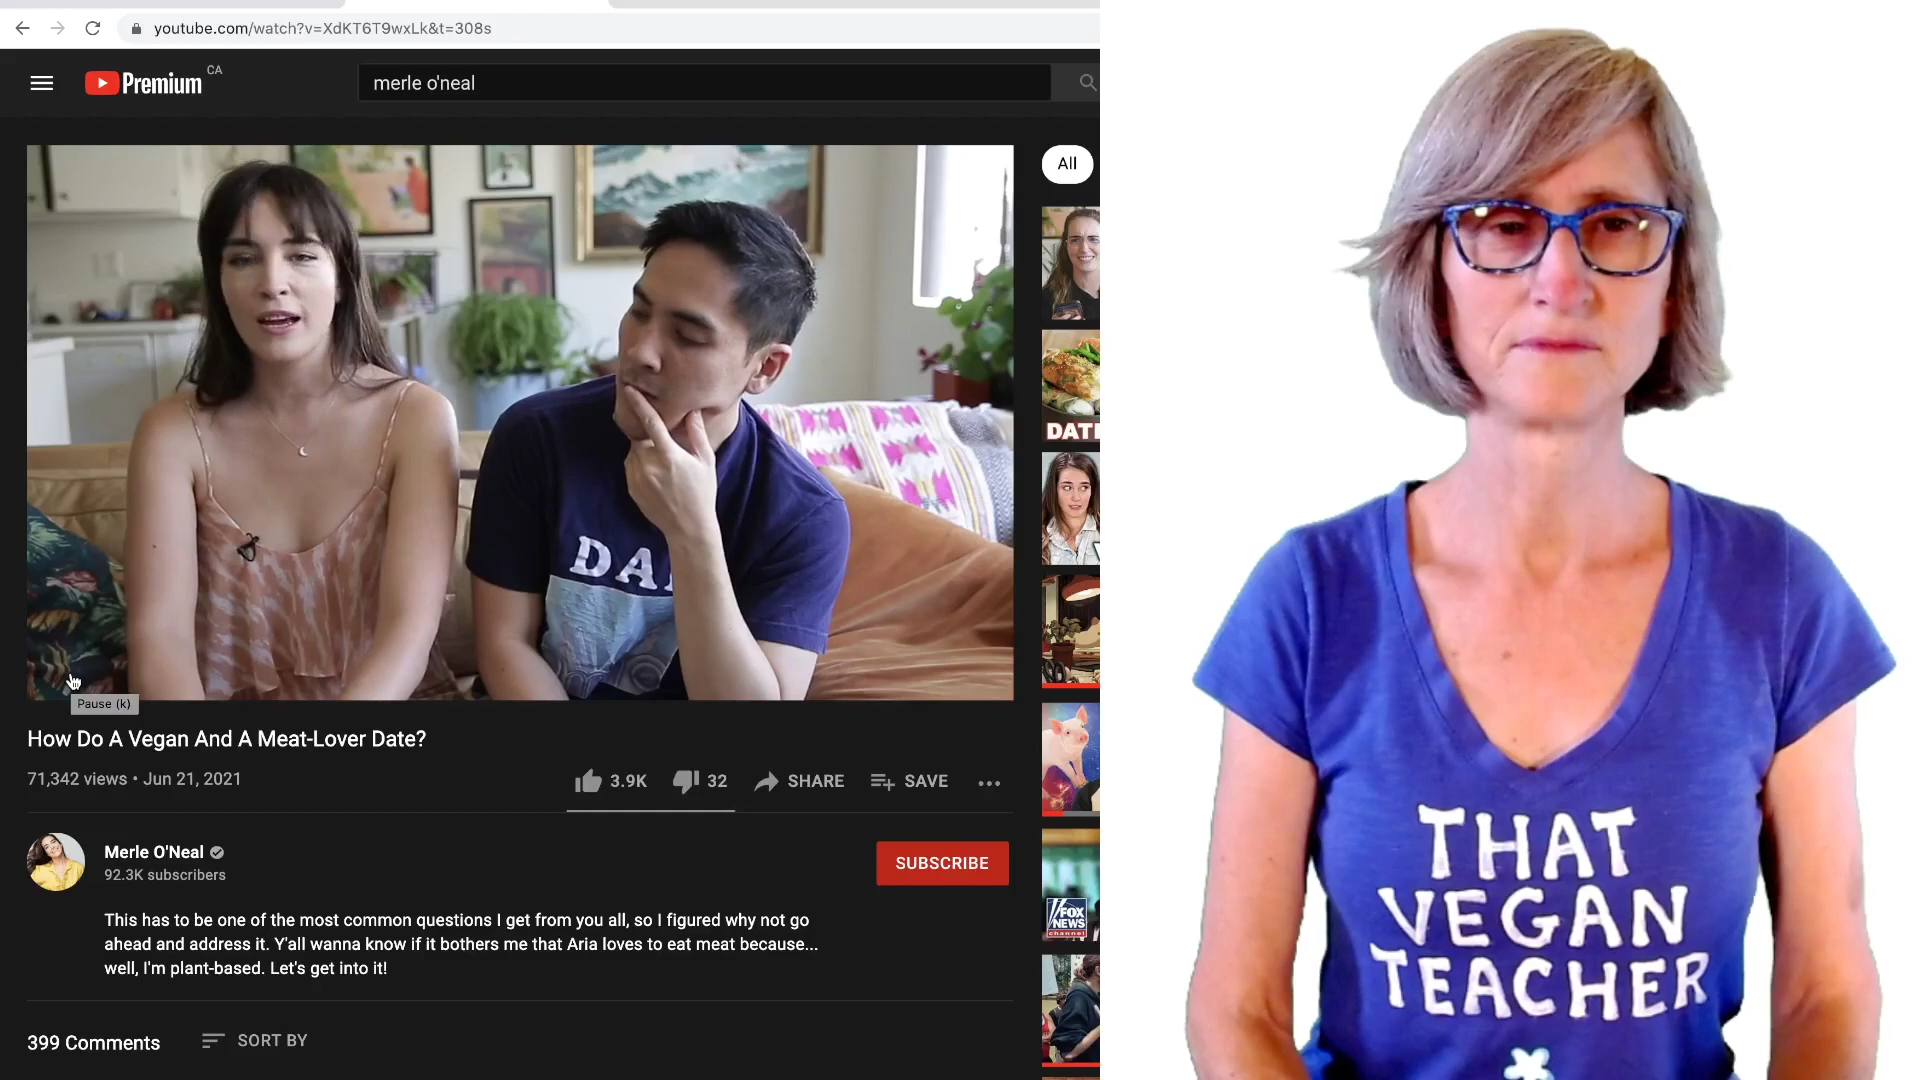 youtube.com/watch?v=XdKT6T9wxLk&t=308s
Premium CA
merle o'neal
All
DATE
Pause (k)
How Do A Vegan And A Meat-Lover Date?
71,342 views • Jun 21, 2021
3.9K 32 SHARE SAVE
Merle O'Neal
92.3K subscribers
SUBSCRIBE
This has to be one of the most common questions I get from you all, so I figured why not go
ahead and address it. Y'all wanna know if it bothers me that Aria loves to eat meat because...
well, I'm plant-based. Let's get into it!
399 Comments SORT BY
FOX
NEWS
channel
THAT
VEGAN
TEACHER